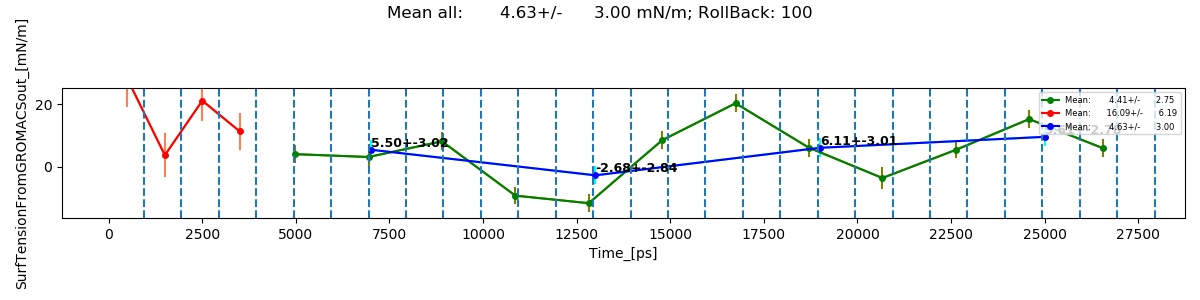 Mean all: 4.63+/- 3.00 mN/m; RollBack: 100
SurfTensionFromGROMACSout_[mN/m]
20
0
Mean: 4.41+/- 2.75
Mean: 16.09+/- 6.19
Mean: 4.63+/- 3.00
5.50+-3.02
-2.68+-2.84
6.11+-3.01
0 2500 5000 7500 10000 12500 15000 17500 20000 22500 25000 27500
Time_[ps]